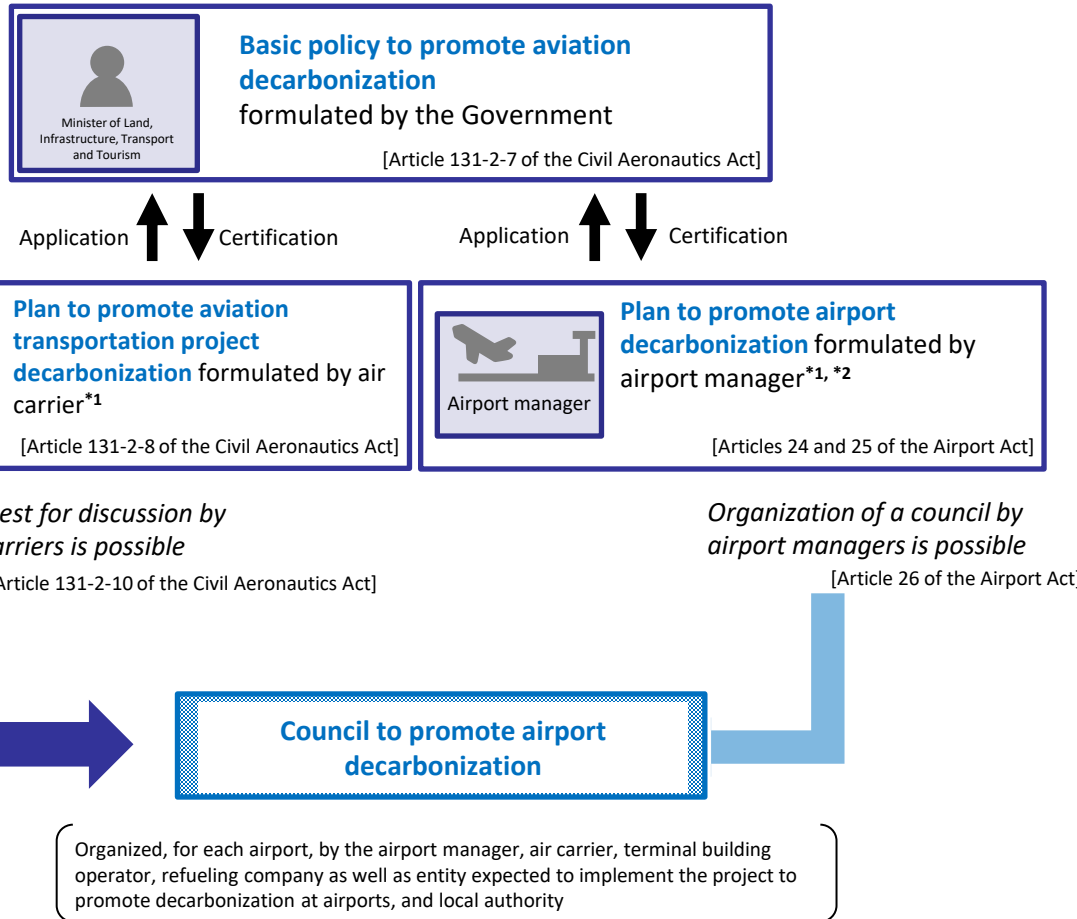 Basic policy to promote aviation
decarbonization
formulated by the Government
Minister of Land,
Infrastructure, Transport
and Tourism
[Article 131-2-7 of the Civil Aeronautics Act]
Application
Certification
Application
Certification
Plan to promote aviation
transportation project
decarbonization formulated by air
carrier*1
[Article 131-2-8 of the Civil Aeronautics Act]
Airport manager
Plan to promote airport
decarbonization formulated by
airport manager*1, *2
[Articles 24 and 25 of the Airport Act]
est for discussion by
arriers is possible
Article 131-2-10 of the Civil Aeronautics Act]
Organization of a council by
airport managers is possible
[Article 26 of the Airport Act]
Council to promote airport
decarbonization
Organized, for each airport, by the airport manager, air carrier, terminal building
operator, refueling company as well as entity expected to implement the project to
promote decarbonization at airports, and local authority